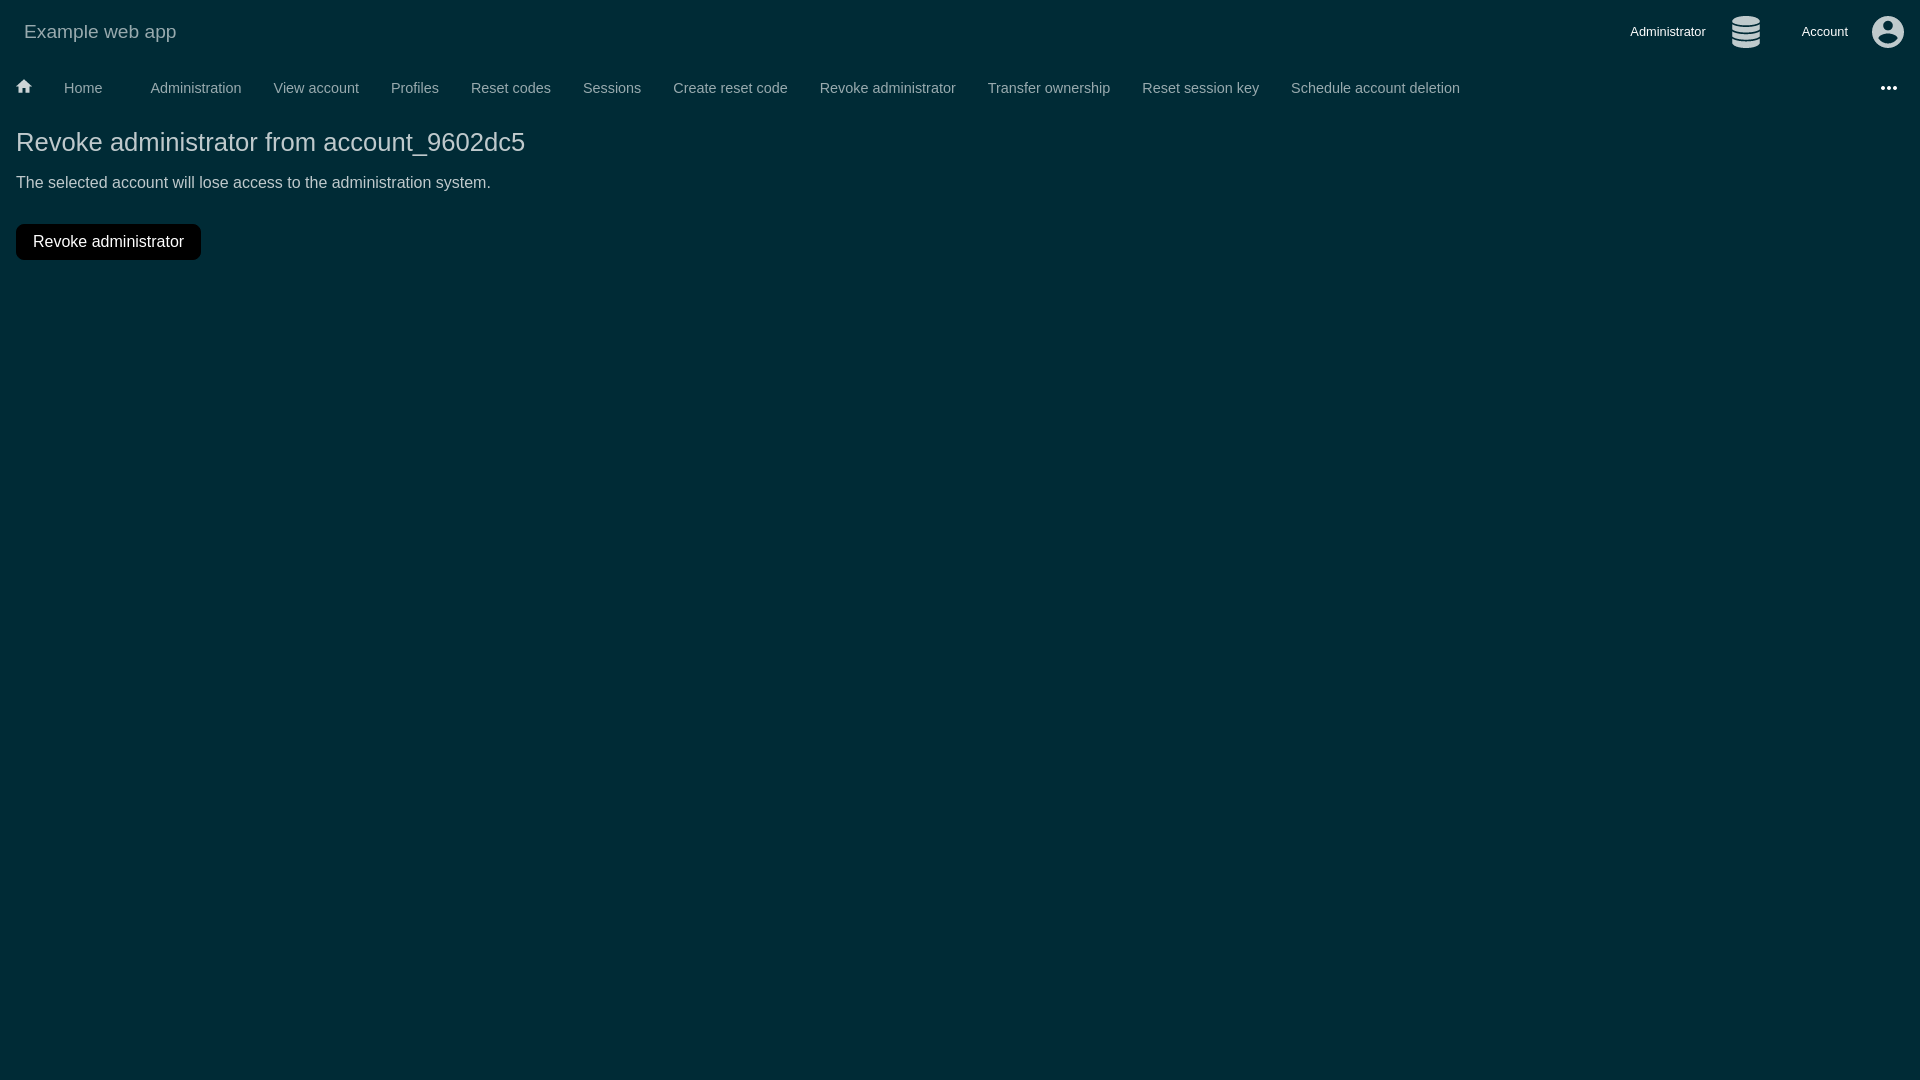 Example web app
Administrator
Account
Home
Administration
View account
Profiles
Reset codes
Sessions
Create reset code
Revoke administrator
Transfer ownership
Reset session key
Schedule account deletion
Revoke administrator from account_9602dc5
The selected account will lose access to the administration system.
Revoke administrator